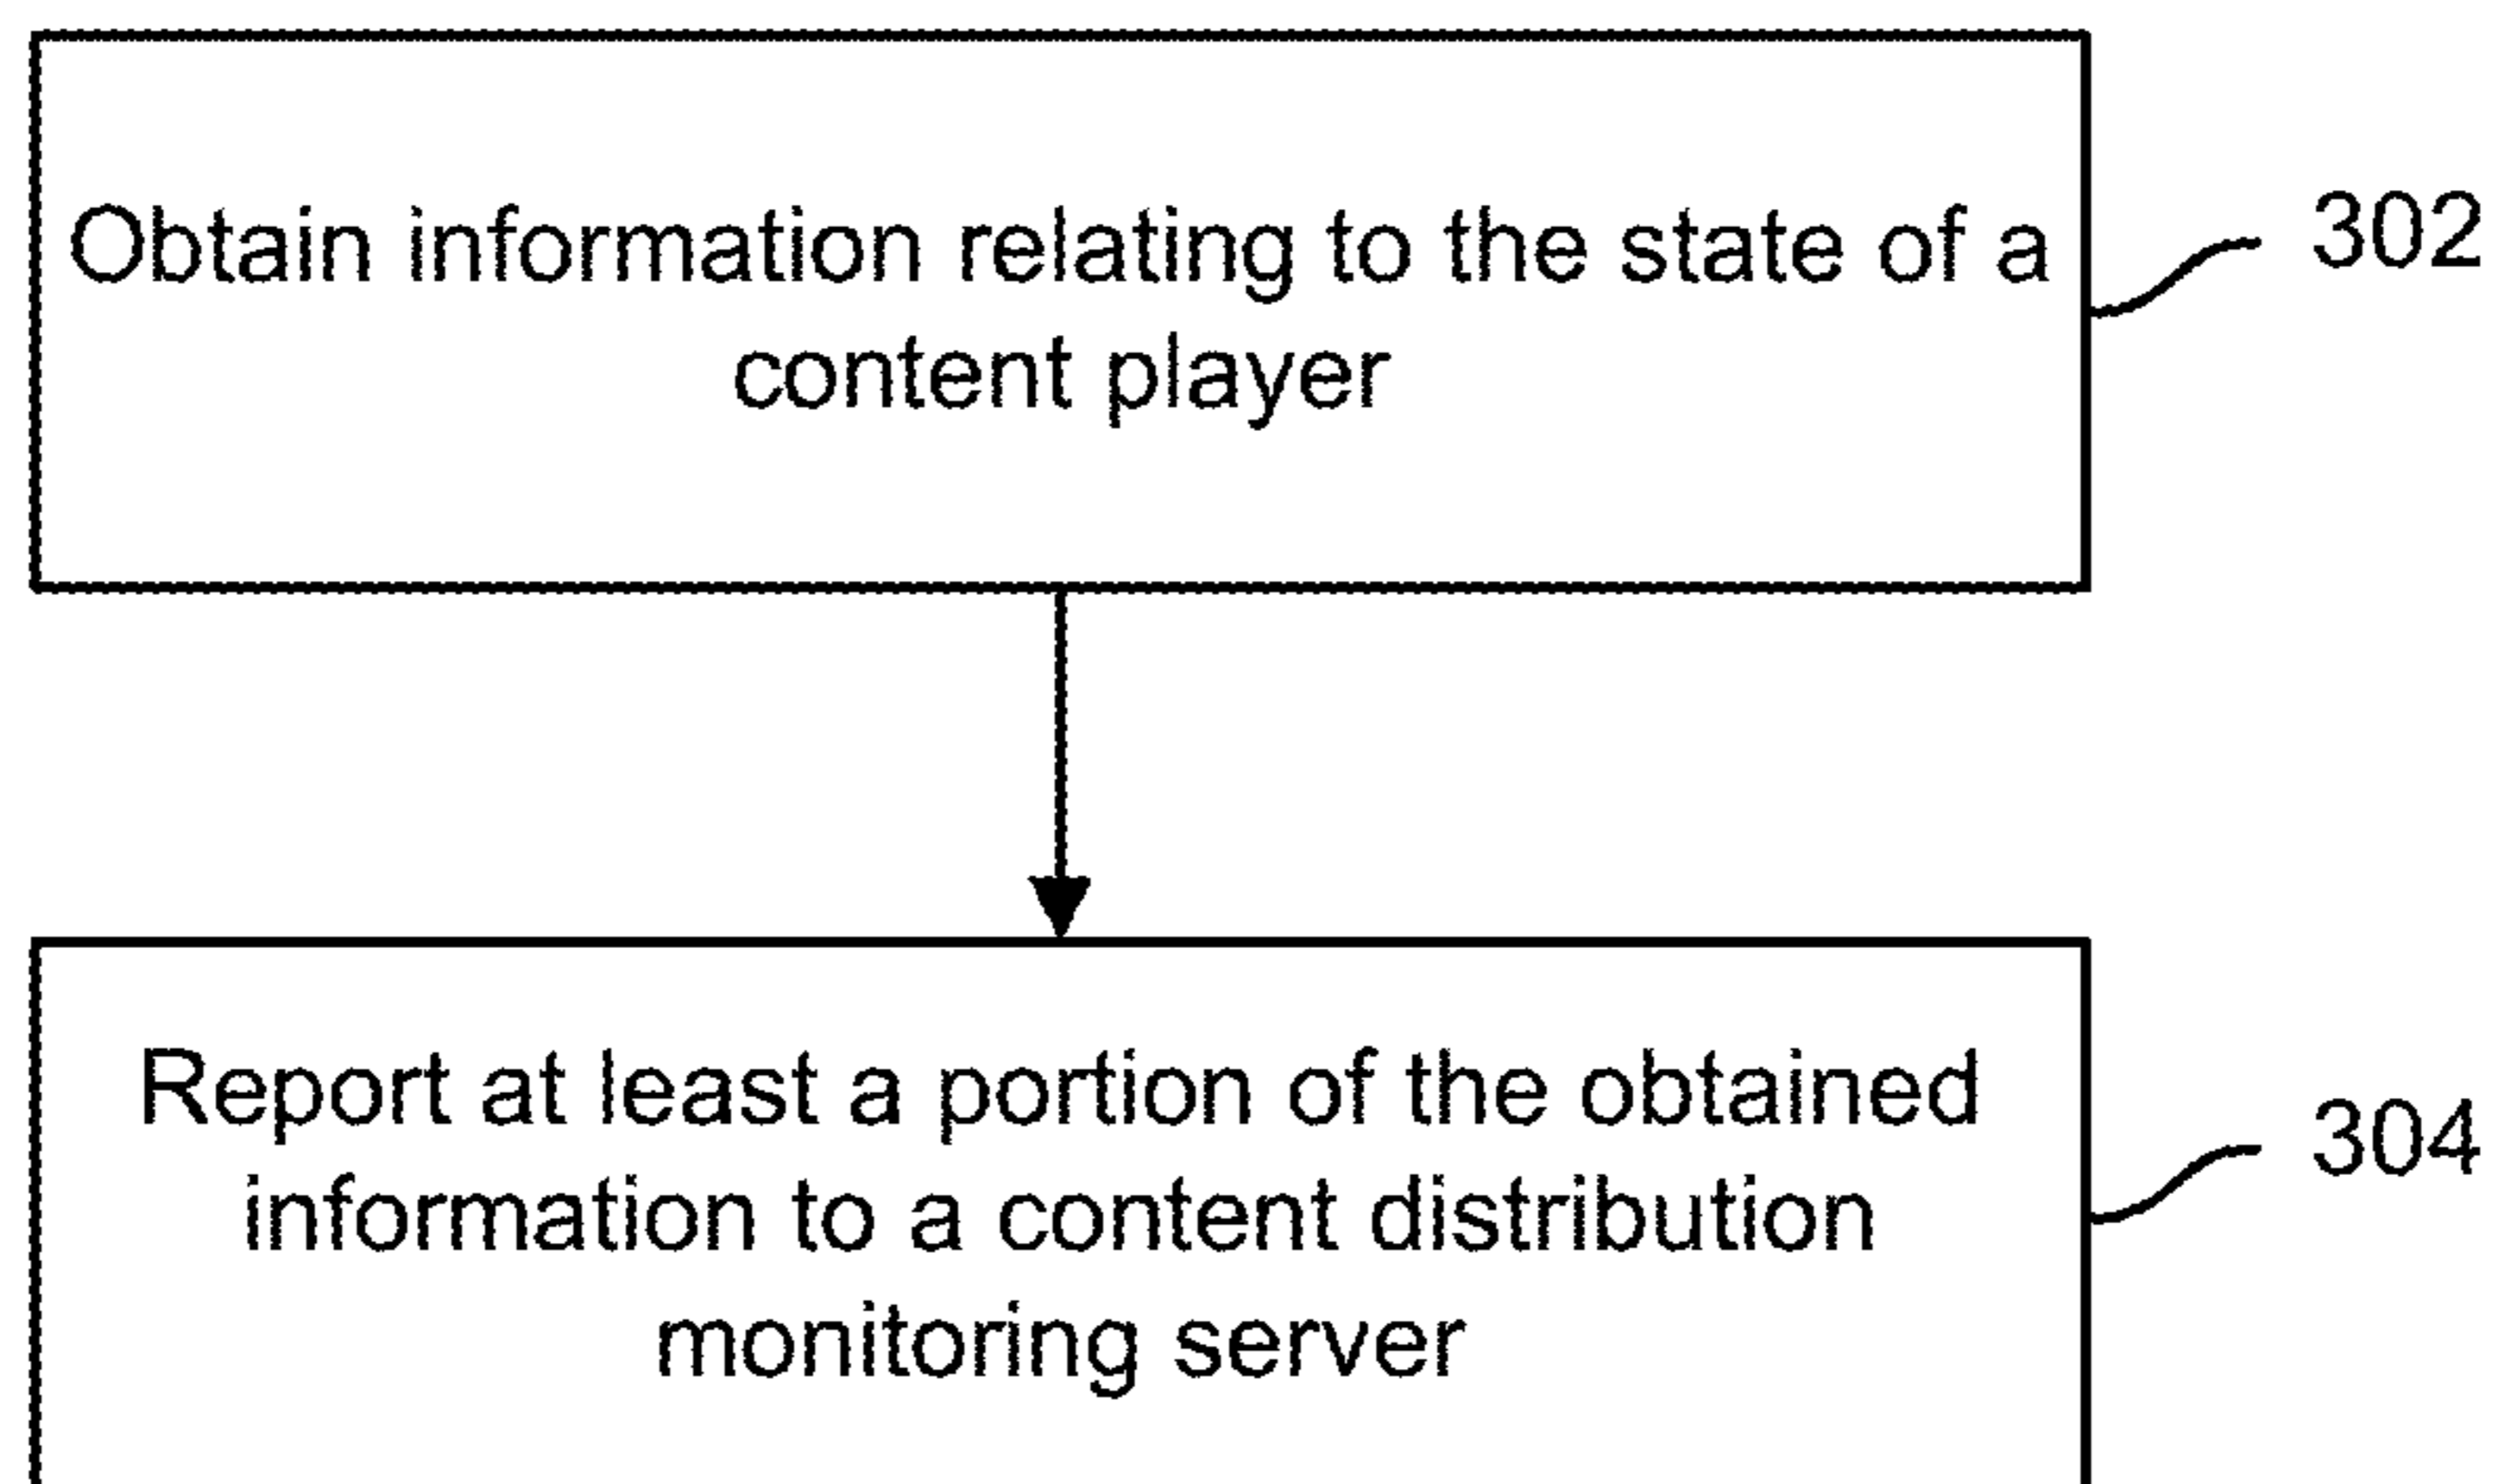 Obtain information relating to the state of a
content player
302
Report at least a portion of the obtained
information to a content distribution
monitoring server
304